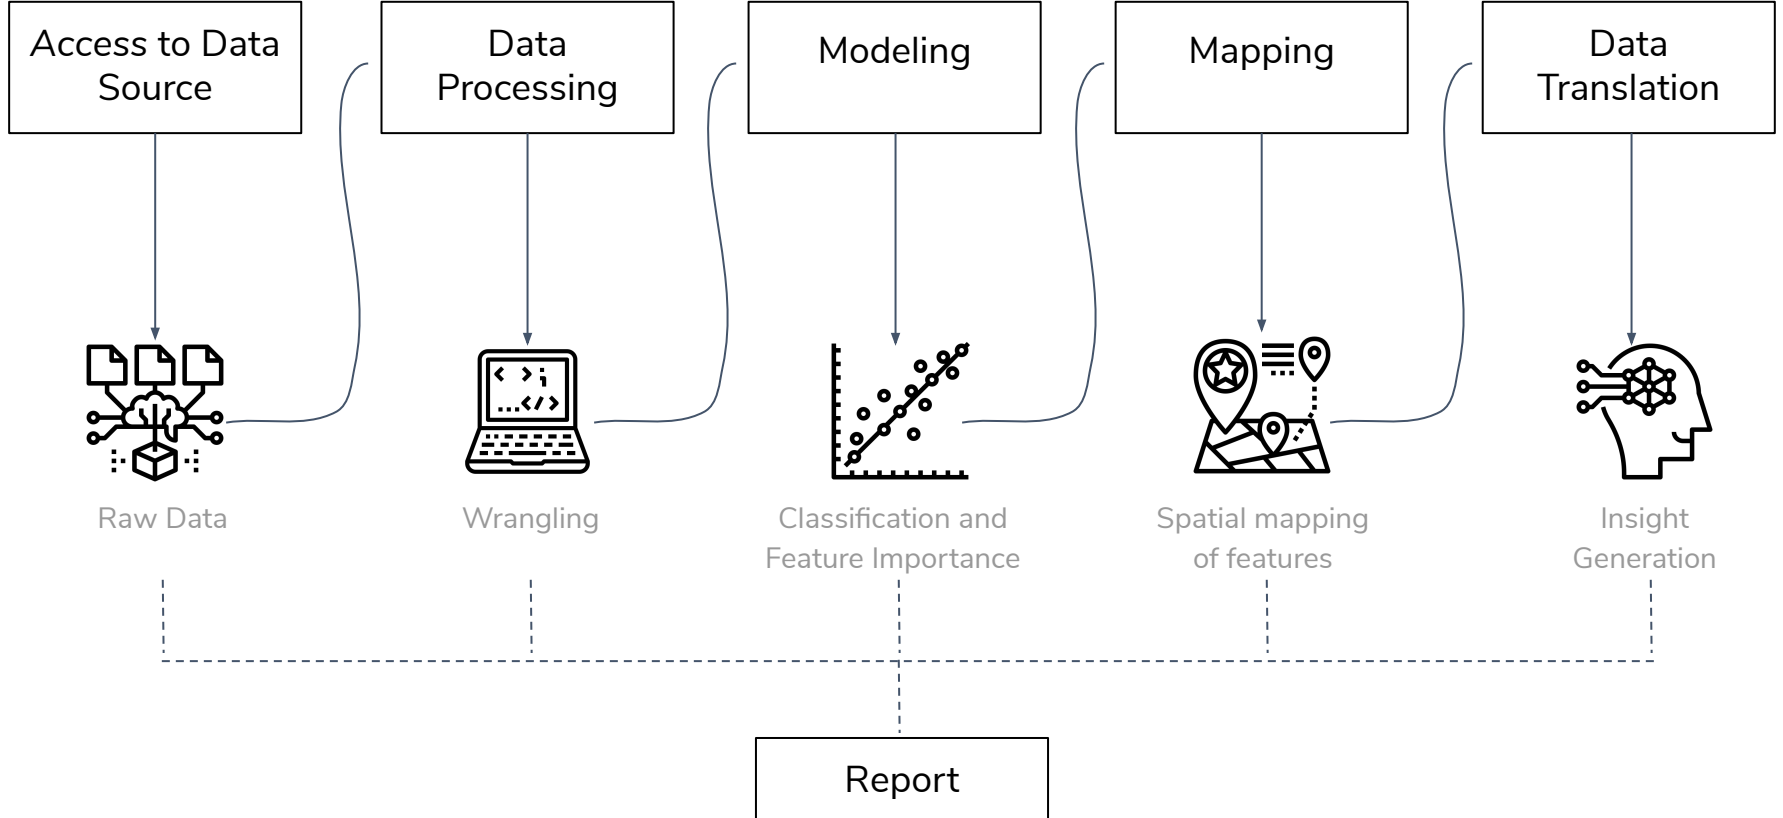 Access to Data
Source
Data
Processing
Modeling
Mapping
Data
Translation
Raw Data
Wrangling
Classification and
Feature Importance
Spatial mapping
of features
Insight
Generation
Report